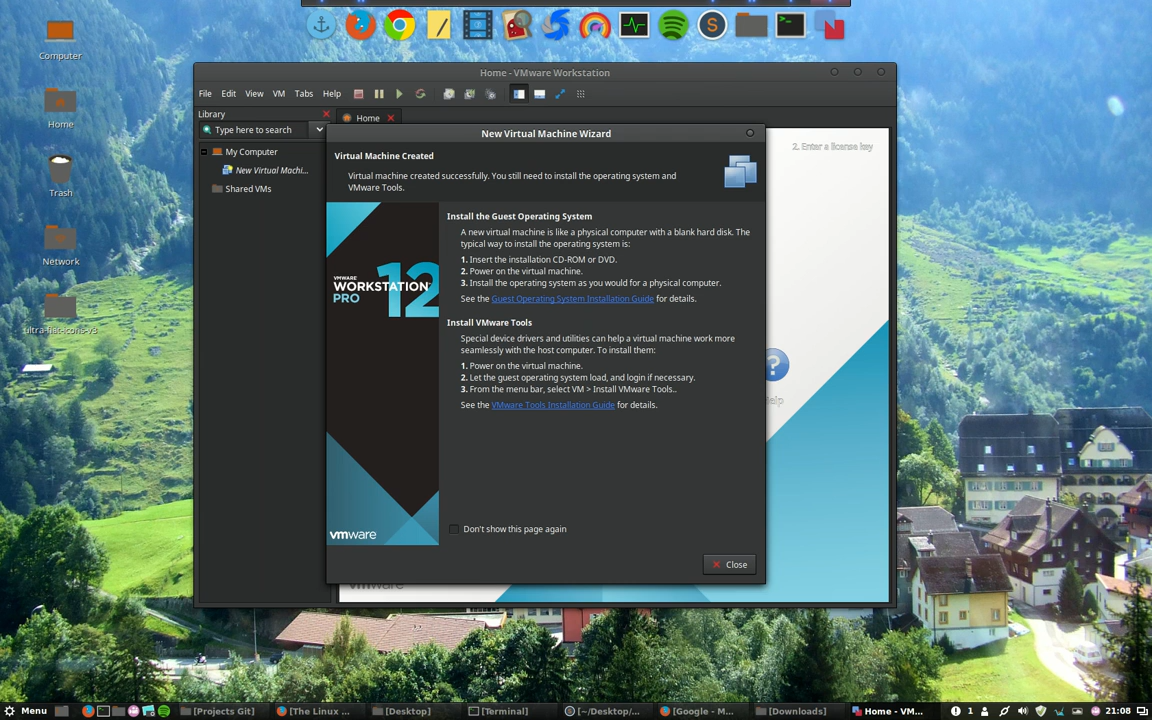 Computer
Home
Trash
Network
ultra-flat-icons-v3
Home - VMware Workstation
File Edit View VM Tabs Help
Library
Home
Type here to search
My Computer
New Virtual Machi...
Shared VMs
2. Enter a license key
New Virtual Machine Wizard
Virtual Machine Created
Virtual machine created successfully. You still need to install the operating system and
VMware Tools.
VMWARE
WORKSTATION
PRO
12
vmware
Install the Guest Operating System
A new virtual machine is like a physical computer with a blank hard disk. The
typical way to install the operating system is:
1. Insert the installation CD-ROM or DVD.
2. Power on the virtual machine.
3. Install the operating system as you would for a physical computer.
See the Guest Operating System Installation Guide for details.
Install VMware Tools
Special device drivers and utilities can help a virtual machine work more
seamlessly with the host computer. To install them:
1. Power on the virtual machine.
2. Let the guest operating system load, and login if necessary.
3. From the menu bar, select VM > Install VMware Tools..
See the VMware Tools Installation Guide for details.
Don't show this page again
Close
Menu
[Projects Git]
[The Linux ...
[Desktop]
[Terminal]
[~/Desktop/...
[Google - M...
[Downloads]
Home - VM...
1
21:08